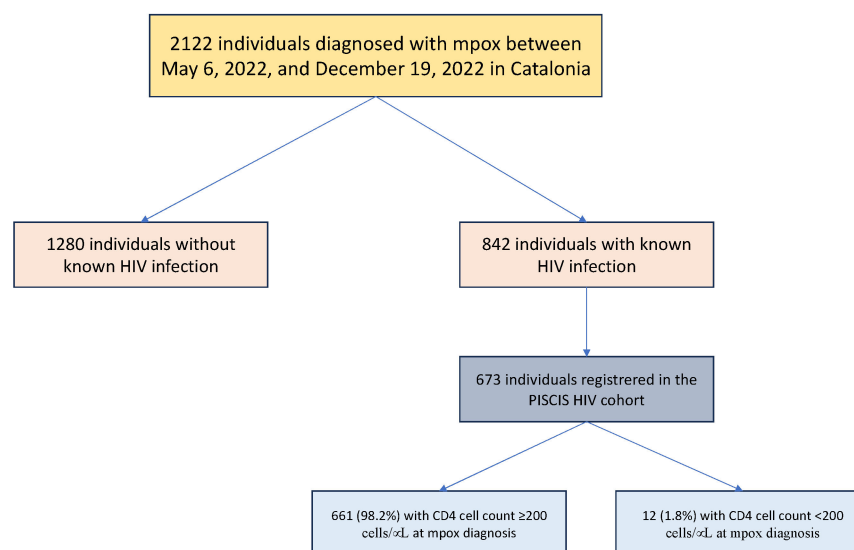 2122 individuals diagnosed with mpox between
May 6, 2022, and December 19, 2022 in Catalonia
1280 individuals without
known HIV infection
842 individuals with known
HIV infection
673 individuals registrered in the
PISCIS HIV cohort
661 (98.2%) with CD4 cell count ≥200
cells/∝L at mpox diagnosis
12 (1.8%) with CD4 cell count <200
cells/∝L at mpox diagnosis